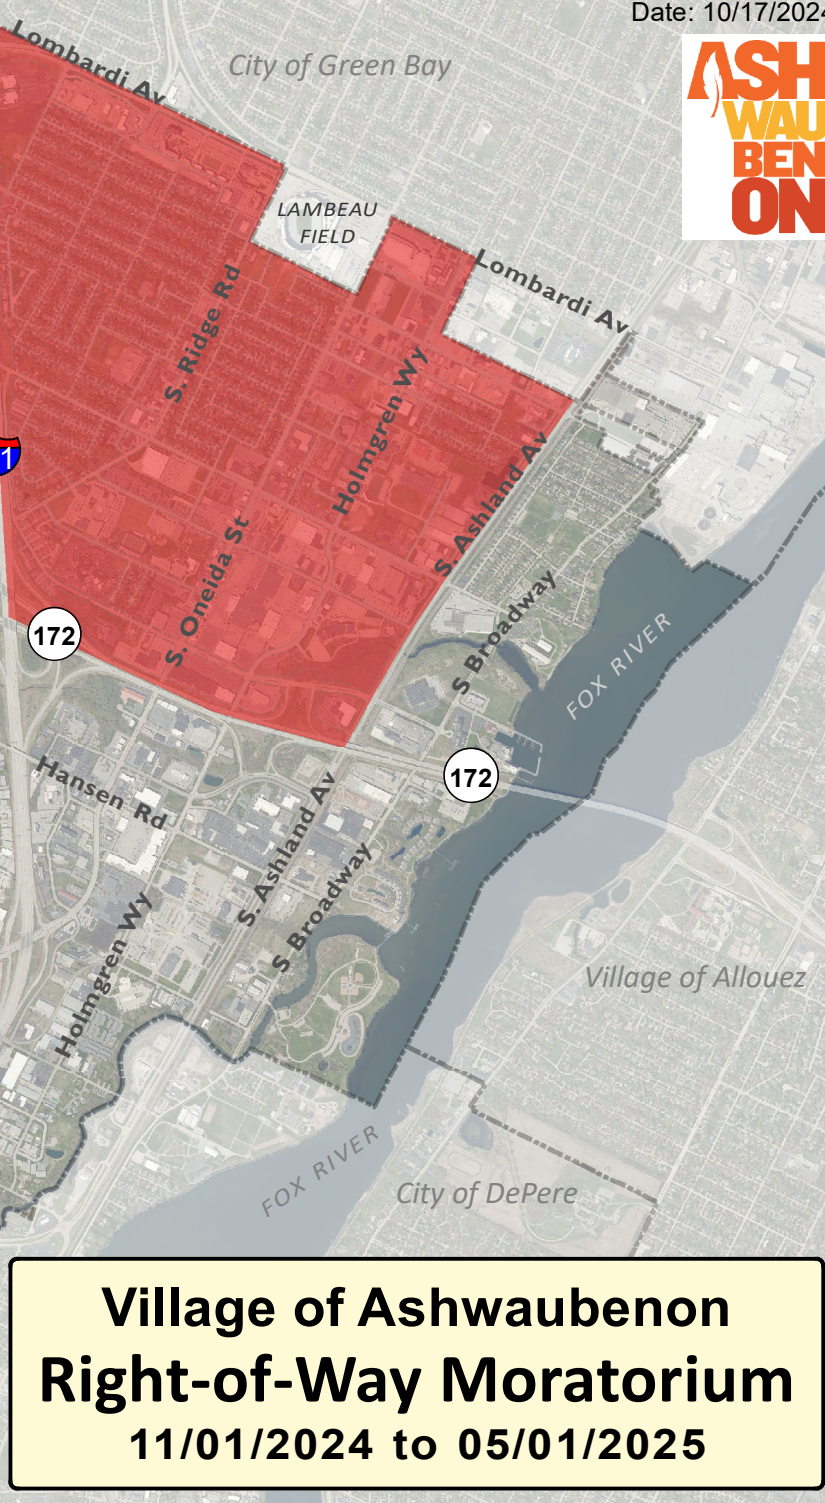 Date: 10/17/2024
ASH
WAU
BEN
ON
Lombardi Av
City of Green Bay
LAMBEAU
FIELD
Lombardi Av
S. Ridge Rd
Holmgren Wy
1
S. Ashland Av
S. Oneida St
S Broadway
172
FOX RIVER
172
Hansen Rd
S. Ashland Av
S Broadway
Holmgren Wy
Village of Allouez
FOX RIVER
City of DePere
Village of Ashwaubenon
Right-of-Way Moratorium
11/01/2024 to 05/01/2025